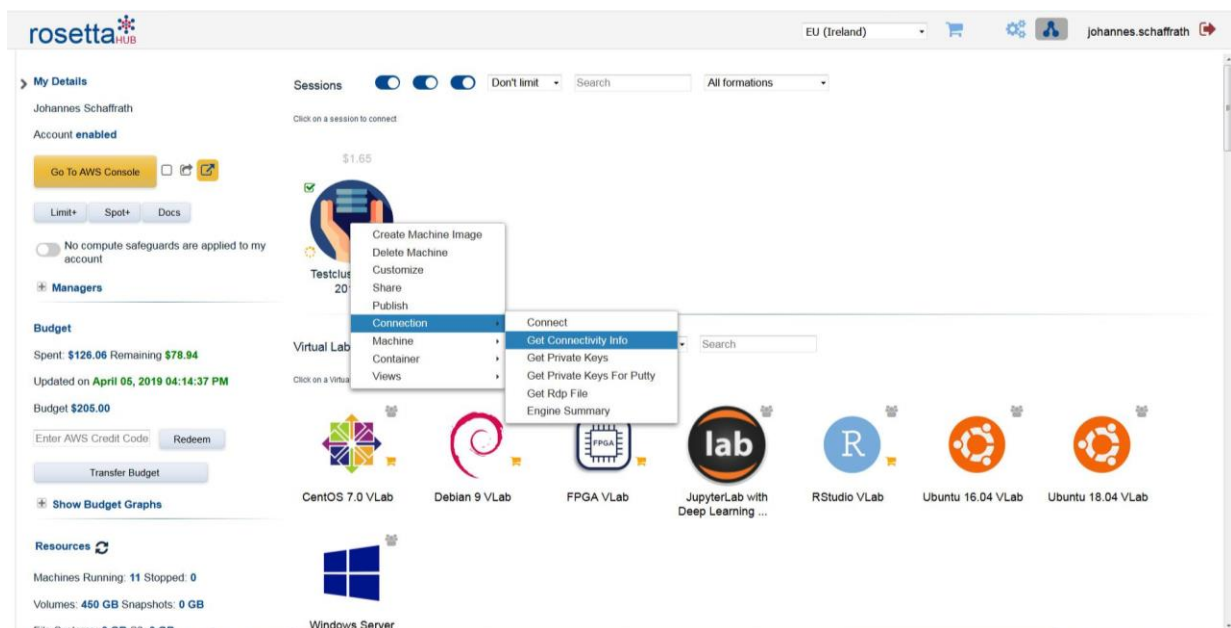 rosettaHUB
EU (Ireland)
johannes.schaffrath
My Details
Johannes Schaffrath
Account enabled
Go To AWS Console
Limit+ Spot+ Docs
No compute safeguards are applied to my
account
Managers
Budget
Spent: $126.06 Remaining $78.94
Updated on April 05, 2019 04:14:37 PM
Budget $205.00
Enter AWS Credit Code Redeem
Transfer Budget
Show Budget Graphs
Resources
Machines Running: 11 Stopped: 0
Volumes: 450 GB Snapshots: 0 GB
Sessions Don't limit Search All formations
Click on a session to connect
$1.65
Testclus
20
Create Machine Image
Delete Machine
Customize
Share
Publish
Connection
Machine
Container
Views
Connect
Get Connectivity Info
Get Private Keys
Get Private Keys For Putty
Get Rdp File
Engine Summary
Virtual Lab Search
Click on a Virtua
FPGA
lab
R
CentOS 7.0 VLab
Debian 9 VLab
FPGA VLab
JupyterLab with
Deep Learning ...
RStudio VLab
Ubuntu 16.04 VLab
Ubuntu 18.04 VLab
Windows Server